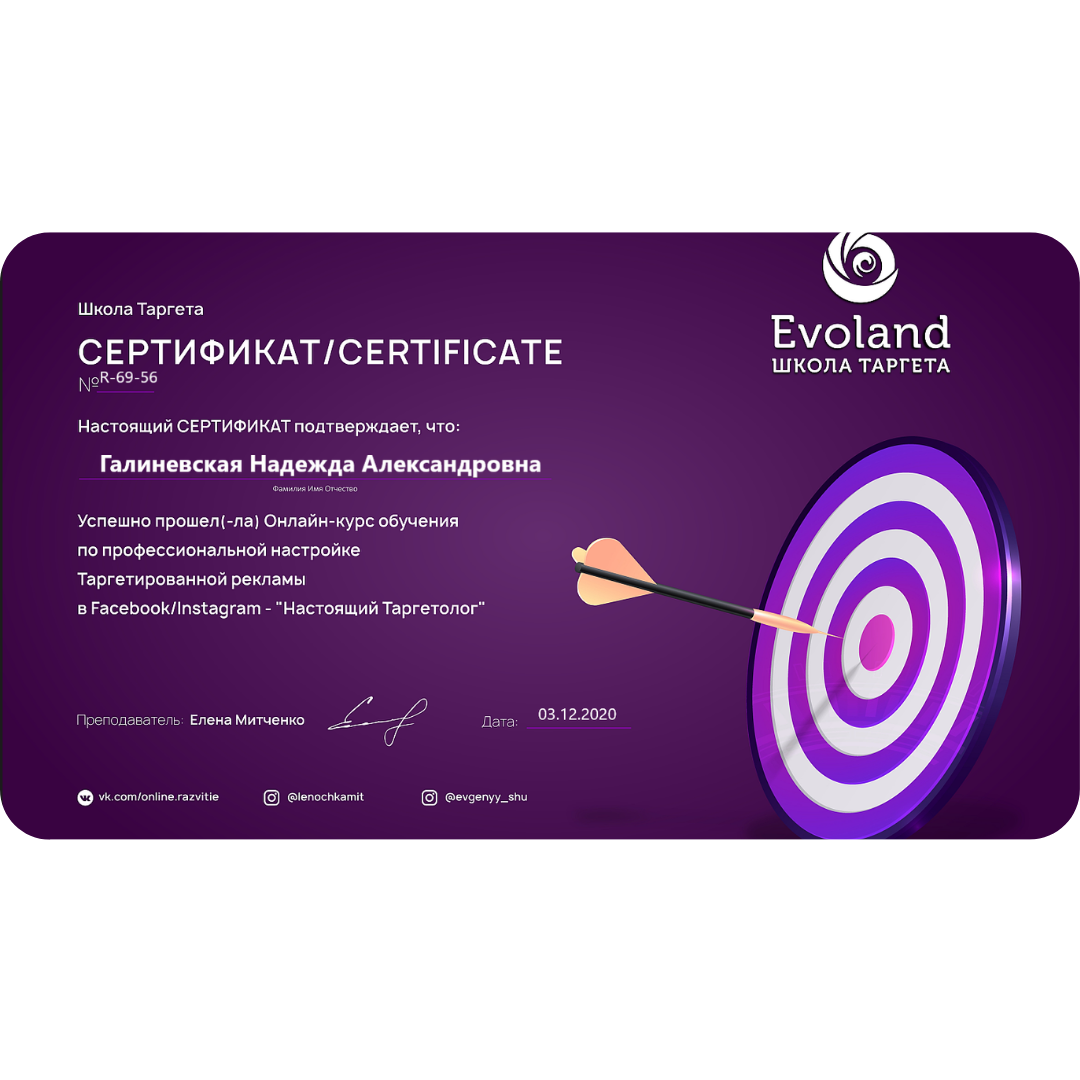 Школа Таргета
СЕРТИФИКАТ/CERTIFICATE
№R-69-56
Настоящий СЕРТИФИКАТ подтверждает, что:
Галиневская Надежда Александровна
Фамилия Имя Отчество
Успешно прошел(-ла) Онлайн-курс обучения
по профессиональной настройке
Таргетированной рекламы
в Facebook/Instagram - "Настоящий Таргетолог"
Преподаватель: Елена Митченко
Дата: 03.12.2020
vk.com/online.razvitie
@lenochkamit
@evgenyy_shu
Evoland
ШКОЛА ТАРГЕТА